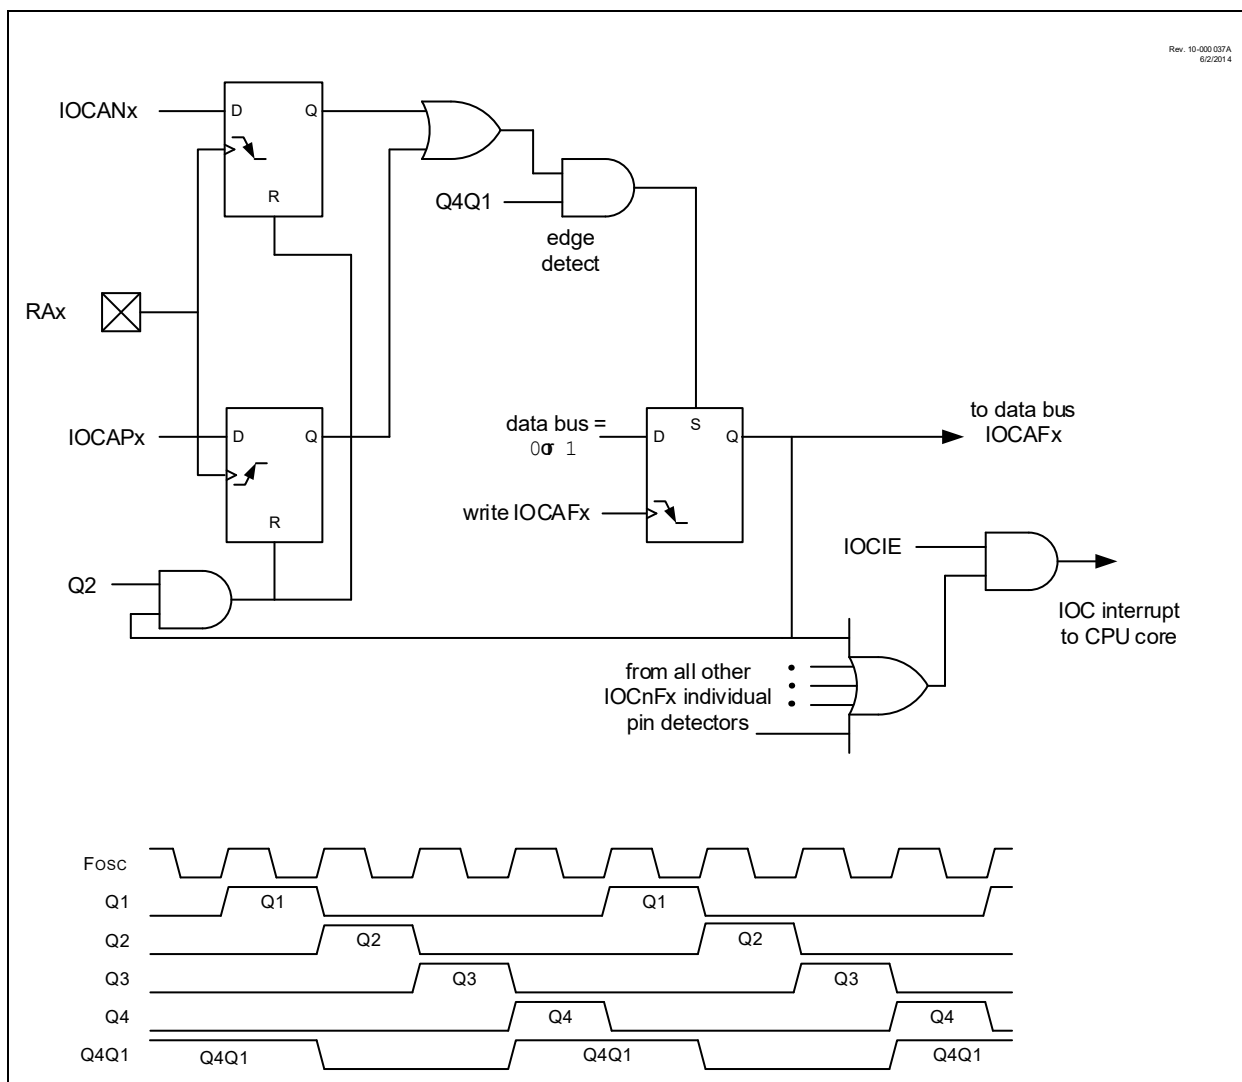 Rev. 10-000 037A
6/2/2014
IOCANx
D
Q
R
Q4Q1
edge
detect
RAx
IOCAPx
D
Q
R
data bus =
0 or 1
D
S
Q
to data bus
IOCAFx
write IOCAFx
IOCIE
Q2
IOC interrupt
to CPU core
from all other
IOCnFx individual
pin detectors
Fosc
Q1
Q1
Q1
Q2
Q2
Q2
Q3
Q3
Q3
Q4
Q4
Q4
Q4Q1
Q4Q1
Q4Q1
Q4Q1